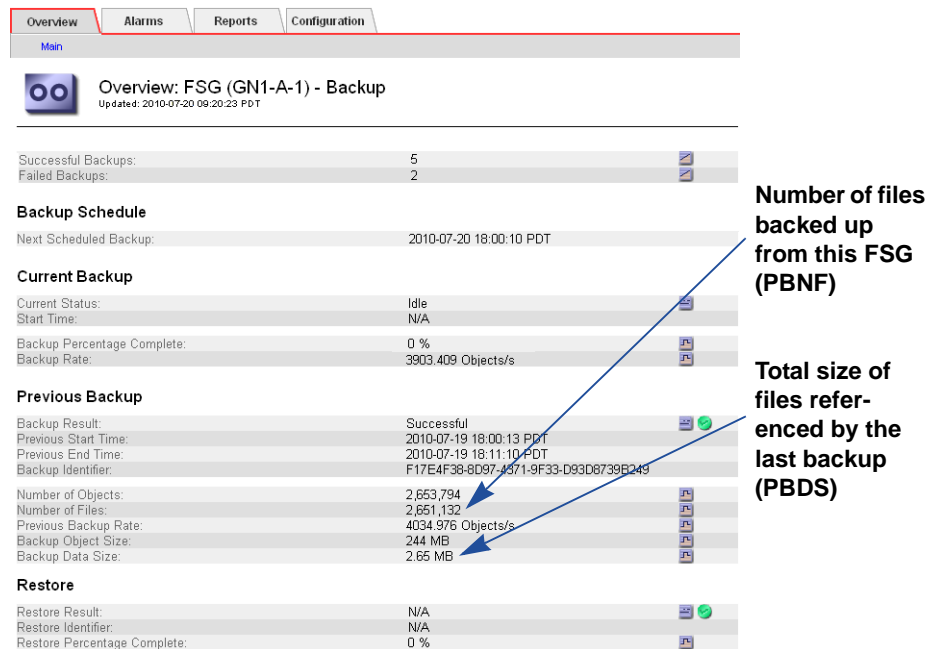 Overview Alarms Reports Configuration
Main
Overview: FSG (GN1-A-1) - Backup
Updated: 2010-07-20 09:20:23 PDT
Successful Backups: 5
Failed Backups: 2
Backup Schedule
Next Scheduled Backup: 2010-07-20 18:00:10 PDT
Current Backup
Current Status: Idle
Start Time: N/A
Backup Percentage Complete: 0 %
Backup Rate: 3903.409 Objects/s
Previous Backup
Backup Result: Successful
Previous Start Time: 2010-07-19 18:00:13 PDT
Previous End Time: 2010-07-19 18:11:10 PDT
Backup Identifier: F17E4F38-8D97-4371-9F33-D93D8739B249
Number of Objects: 2,653,794
Number of Files: 2,651,132
Previous Backup Rate: 4034.976 Objects/s
Backup Object Size: 244 MB
Backup Data Size: 2.65 MB
Restore
Restore Result: N/A
Restore Identifier: N/A
Restore Percentage Complete: 0 %
Number of files
backed up
from this FSG
(PBNF)
Total size of
files refer-
enced by the
last backup
(PBDS)